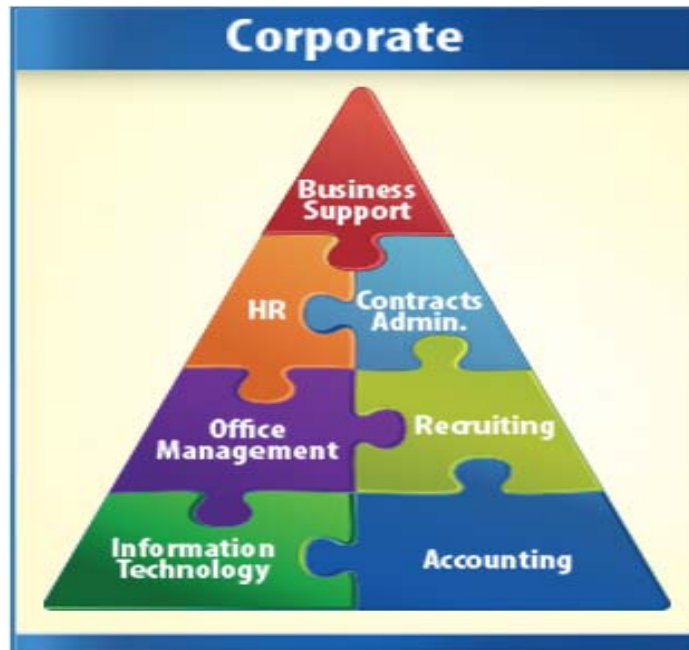 Corporate
Business
Support
HR
Contracts
Admin.
Office
Management
Recruiting
Information
Technology
Accounting